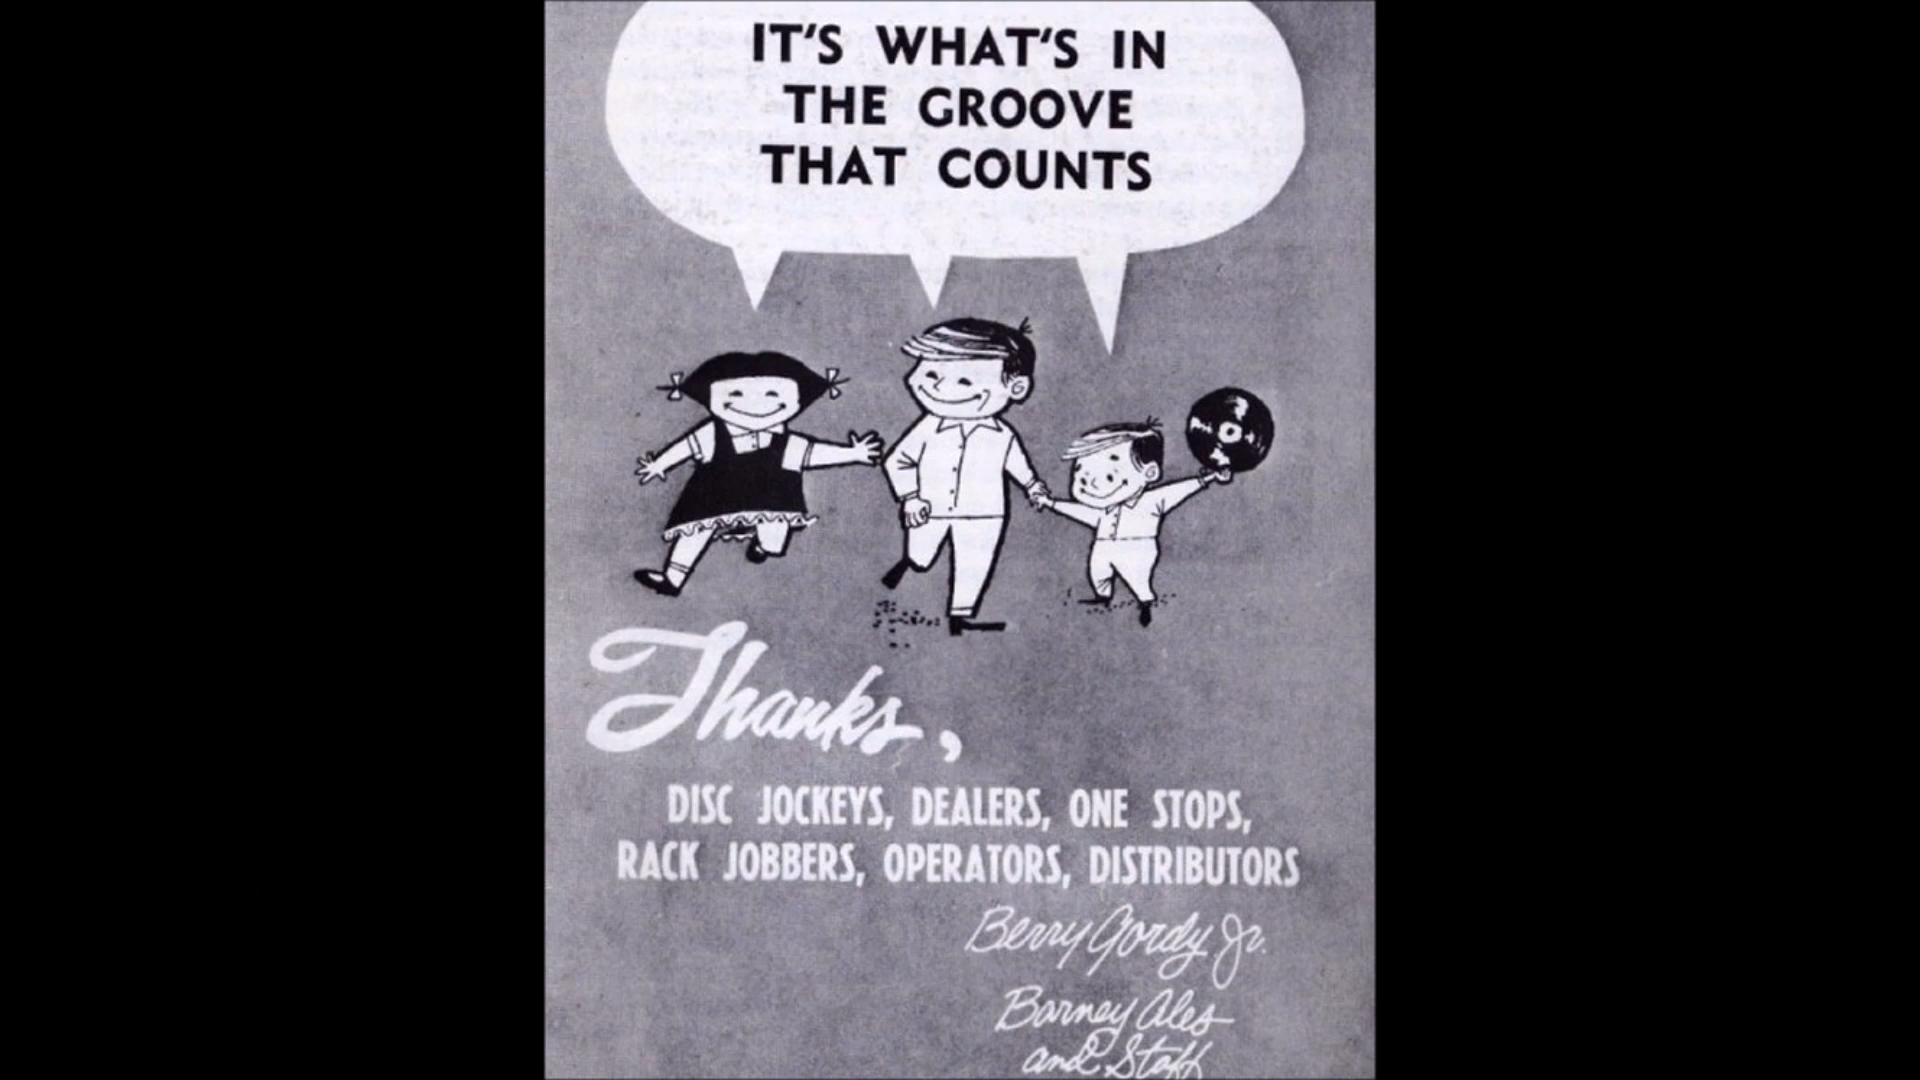 IT'S WHAT'S IN
THE GROOVE
THAT COUNTS
Thanks,
DISC JOCKEYS, DEALERS, ONE STOPS,
RACK JOBBERS, OPERATORS, DISTRIBUTORS
Berry Gordy Jr.
Barney Ales
and Staff